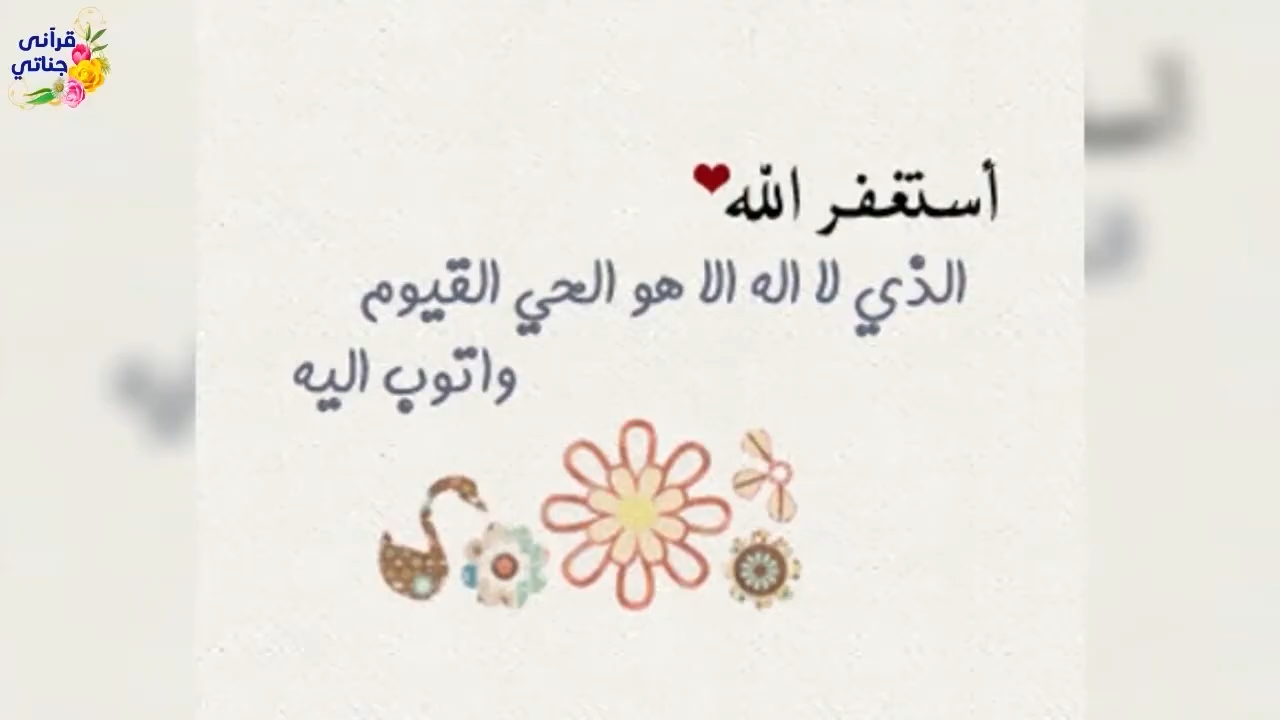 قرآنى
جناتي
أستغفر الله❤
الذي لا اله الا هو الحي القيوم
واتوب اليه